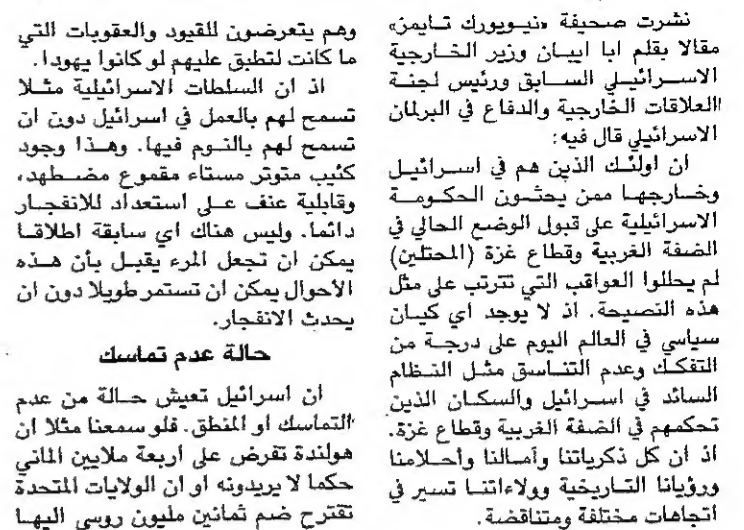 نشرت صحيفة «نيويورك تايمز»
مقالا بقلم ابا ايبان وزير الخارجية
الاسرائيلي السابق ورئيس لجنة
العلاقات الخارجية والدفاع في البرلمان
الاسرائيلي قال فيه:
ان اولئك الذين هم في اسرائيل
وخارجها ممن يحثون الحكومة
الاسرائيلية على قبول الوضع الحالي في
الضفة الغربية وقطاع غزة (المحتلين)
لم يحللوا العواقب التي تترتب على مثل
هذه النصيحة. اذ لا يوجد أي كيان
سياسي في العالم اليوم على درجة من
التفكك وعدم التناسق مثل النظام
السائد في اسرائيل والسكان الذين
تحكمهم في الضفة الغربية وقطاع غزة.
اذ ان كل ذكرياتنا وأمالنا وأحلامنا
ورؤيانا التاريخية وولاءاتنا تسير في
اتجاهات مختلفة ومتناقضة.
وهم يتعرضون للقيود والعقوبات التي
ما كانت لتطبق عليهم لو كانوا يهودا.
اذ ان السلطات الاسرائيلية مثلا
تسمح لهم بالعمل في اسرائيل دون ان
تسمح لهم بالنوم فيها. وهذا وجود
كئيب متوتر مستاء مقموع مضطهد،
وقابلية عنف على استعداد للانفجار
دائما. وليس هناك اي سابقة اطلاقا
يمكن ان تجعل المرء يقبل بأن هذه
الأحوال يمكن ان تستمر طويلا دون ان
يحدث الانفجار.
حالة عدم تماسك
ان اسرائيل تعيش حالة من عدم
التماسك او المنطق. فلو سمعنا مثلا ان
هولندة تفرض على أربعة ملايين الماني
حكما لا يريدونه او ان الولايات المتحدة
تقترح ضم ثمانين مليون روسي اليها